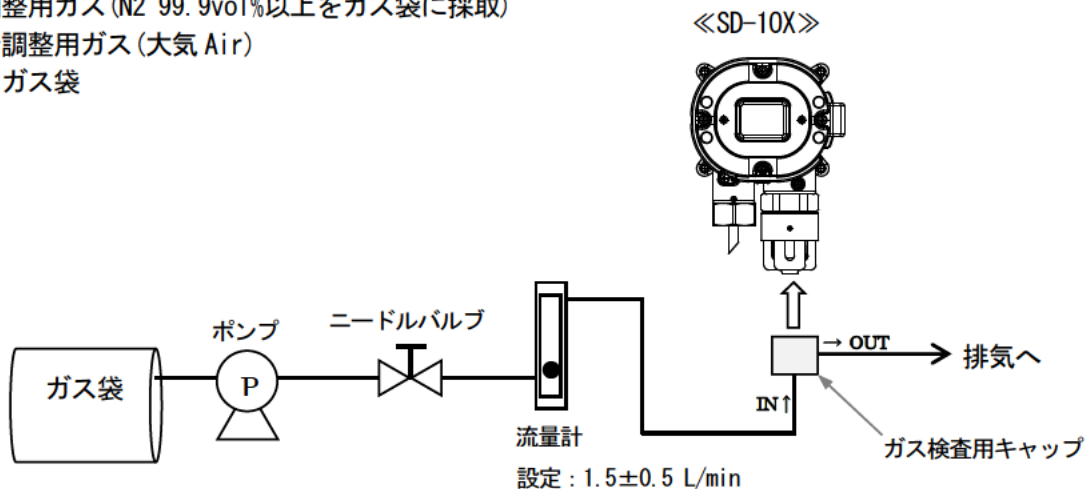 整用ガス(N2 99.9vol%以上をガス袋に採取)
調整用ガス(大気 Air)
ガス袋
≪SD-10X≫
ポンプ
ニードルバルブ
ガス袋
P
→ OUT
排気へ
IN↑
流量計
ガス検査用キャップ
設定：1.5±0.5 L/min